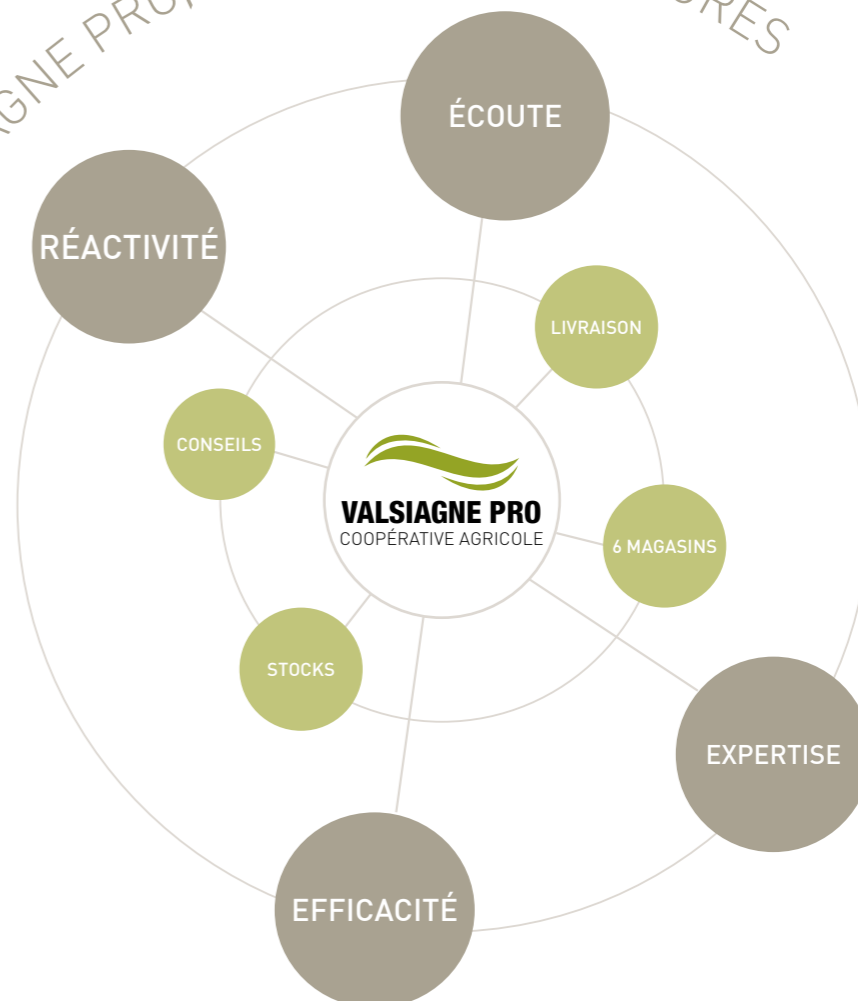 ÉCOUTE
RÉACTIVITÉ
LIVRAISON
CONSEILS
VALSIAGNE PRO
COOPÉRATIVE AGRICOLE
6 MAGASINS
STOCKS
EXPERTISE
EFFICACITÉ